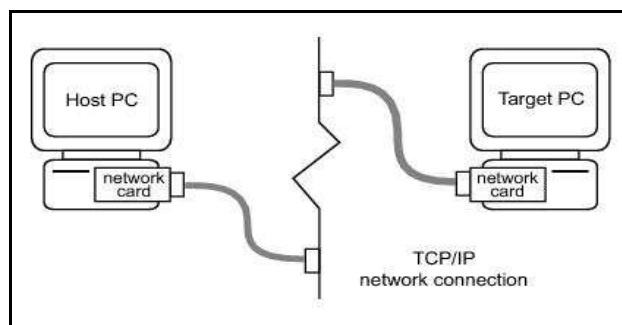 Host PC
network
card
Target PC
network
card
TCP/IP
network connection